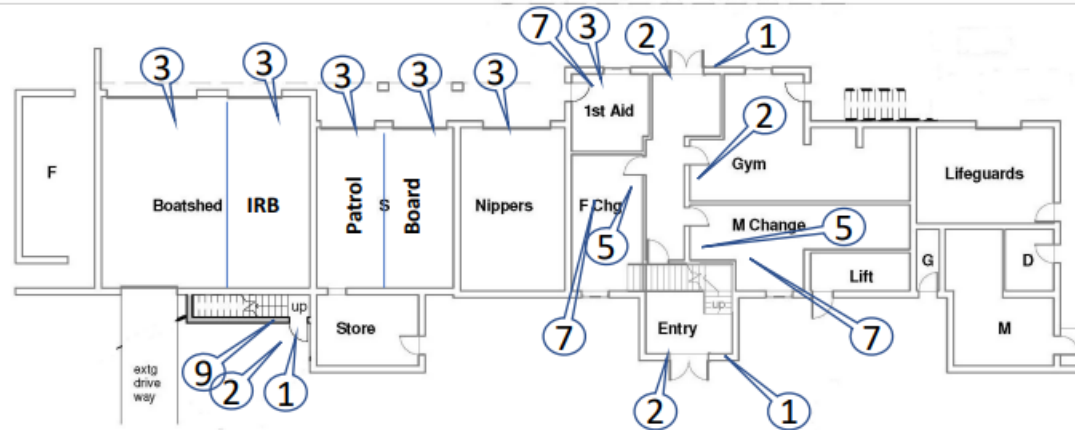 7
3
2
1
3
3
3
3
3
1st Aid
2
F
Boatshed
IRB
Patrol
S
Board
Nippers
F Chg
Gym
Lifeguards
M Change
5
5
G
D
Lift
up
Store
up
Entry
7
7
M
extg
drive
way
9
2
1
2
1